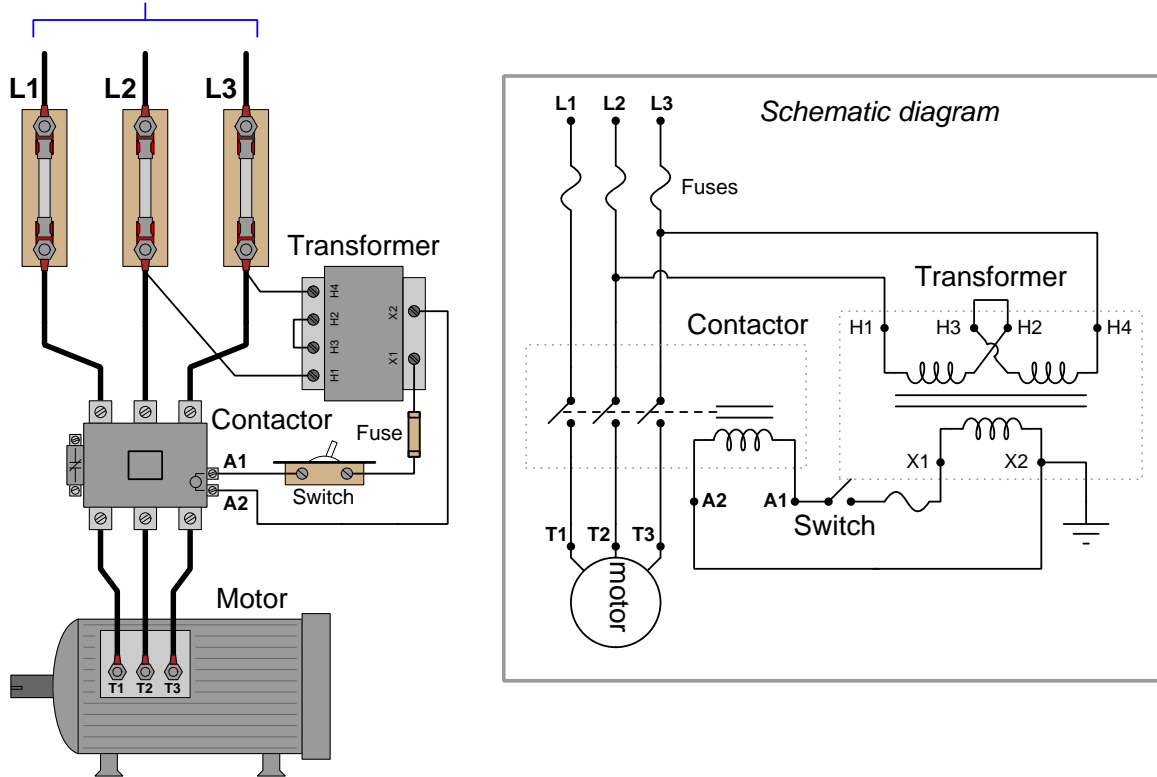 L1 L2 L3
Transformer
H4
H2
H3
H1
X2
X1
Contactor
Fuse
A1
Switch
A2
Motor
T1 T2 T3
Schematic diagram
L1 L2 L3
Fuses
Transformer
Contactor
H1 H3 H2 H4
X1 X2
A2 A1
Switch
T1 T2 T3
motor